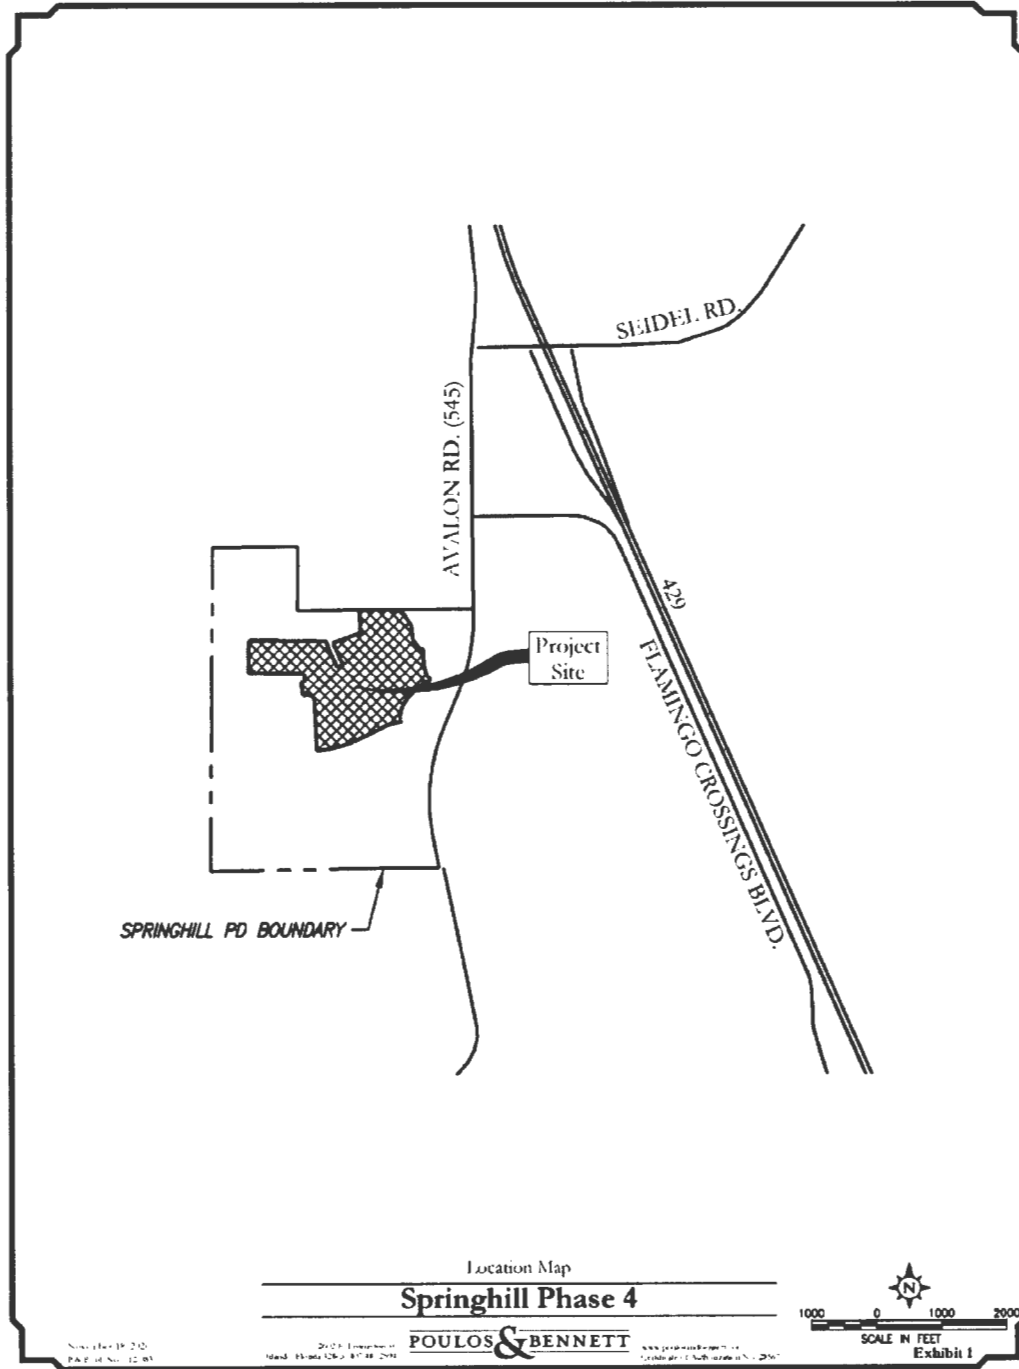 SEIDEL RD.
AVALON RD. (545)
429
Project
Site
FLAMINGO CROSSINGS BLVD.
SPRINGHILL PD BOUNDARY
Location Map
Springhill Phase 4
POULOS & BENNETT
N
1000 0 1000 2000
SCALE IN FEET
Exhibit 1